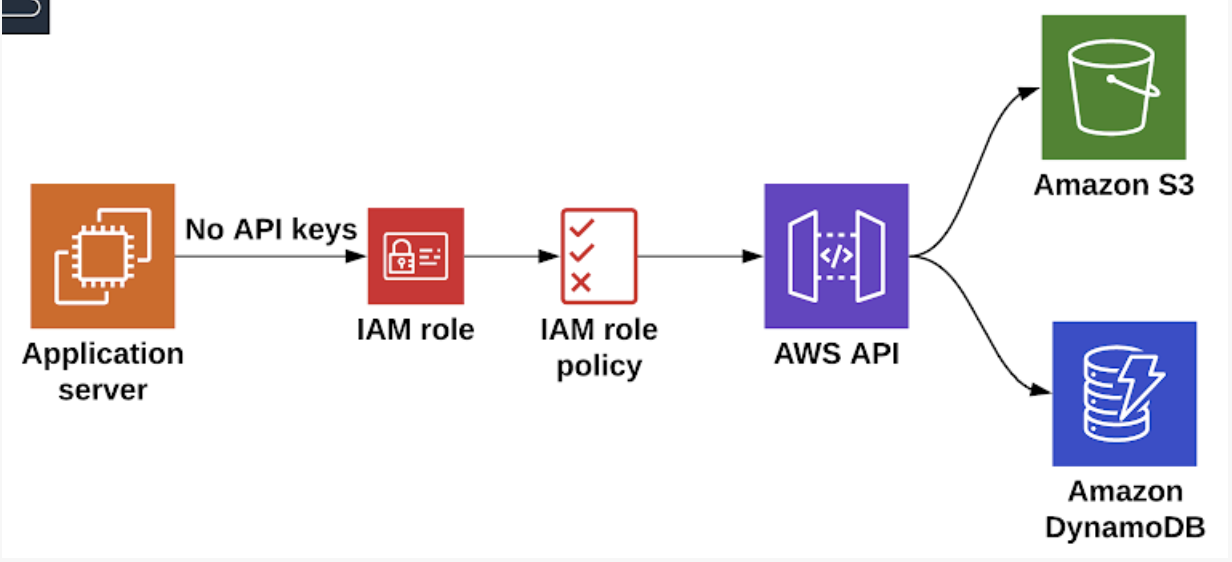 Amazon S3
No API keys
</>
IAM role
IAM role
policy
AWS API
Application
server
Amazon
DynamoDB